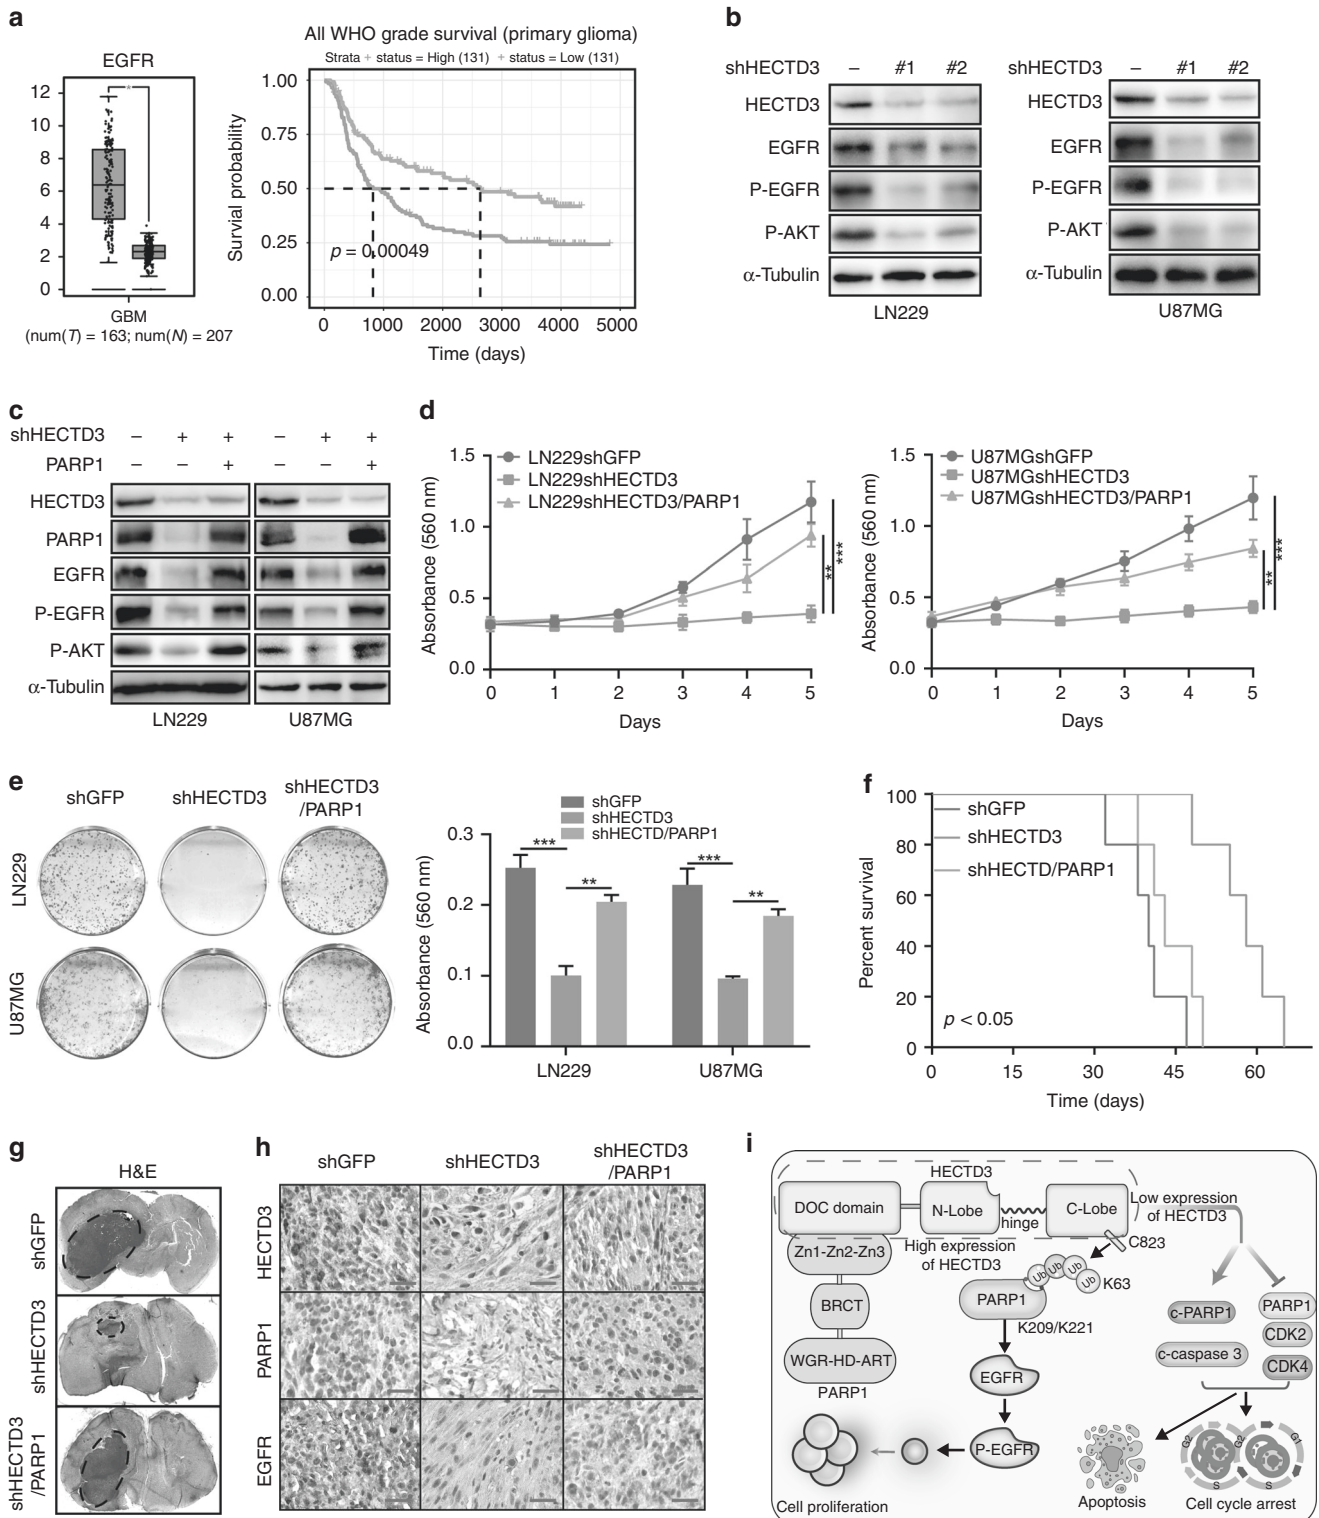 a
EGFR
12
10
8
6
4
2
0
*
GBM
(num(T) = 163; num(N) = 207
All WHO grade survival (primary glioma)
Strata + status = High (131) + status = Low (131)
Survial probability
1.00
0.75
0.50
0.25
0.00
p = 0.00049
0 1000 2000 3000 4000 5000
Time (days)
b
shHECTD3 – #1 #2
HECTD3
EGFR
P-EGFR
P-AKT
α-Tubulin
LN229
shHECTD3 – #1 #2
HECTD3
EGFR
P-EGFR
P-AKT
α-Tubulin
U87MG
c
shHECTD3 – + + – + +
PARP1 – – + – – +
HECTD3
PARP1
EGFR
P-EGFR
P-AKT
α-Tubulin
LN229 U87MG
d
Absorbance (560 nm)
1.5
1.0
0.5
0.0
LN229shGFP
LN229shHECTD3
LN229shHECTD3/PARP1
**
***
0 1 2 3 4 5
Days
Absorbance (560 nm)
1.5
1.0
0.5
0.0
U87MGshGFP
U87MGshHECTD3
U87MGshHECTD3/PARP1
**
***
0 1 2 3 4 5
Days
e
shGFP shHECTD3 shHECTD3
/PARP1
LN229
U87MG
Absorbance (560 nm)
0.3
0.2
0.1
0.0
shGFP
shHECTD3
shHECTD/PARP1
***
**
***
**
LN229 U87MG
f
Percent survival
100
80
60
40
20
0
shGFP
shHECTD3
shHECTD/PARP1
p < 0.05
0 15 30 45 60
Time (days)
g
H&E
shGFP
shHECTD3
shHECTD3
/PARP1
h
shGFP shHECTD3 shHECTD3
/PARP1
HECTD3
PARP1
EGFR
i
HECTD3
DOC domain
N-Lobe
hinge
C-Lobe
Low expression
of HECTD3
C823
Zn1-Zn2-Zn3
High expression
of HECTD3
BRCT
WGR-HD-ART
PARP1
PARP1
Ub
Ub
Ub
Ub
K63
K209/K221
EGFR
P-EGFR
Cell proliferation
c-PARP1
c-caspase 3
PARP1
CDK2
CDK4
Apoptosis
G2
S
G2
G1
S
Cell cycle arrest